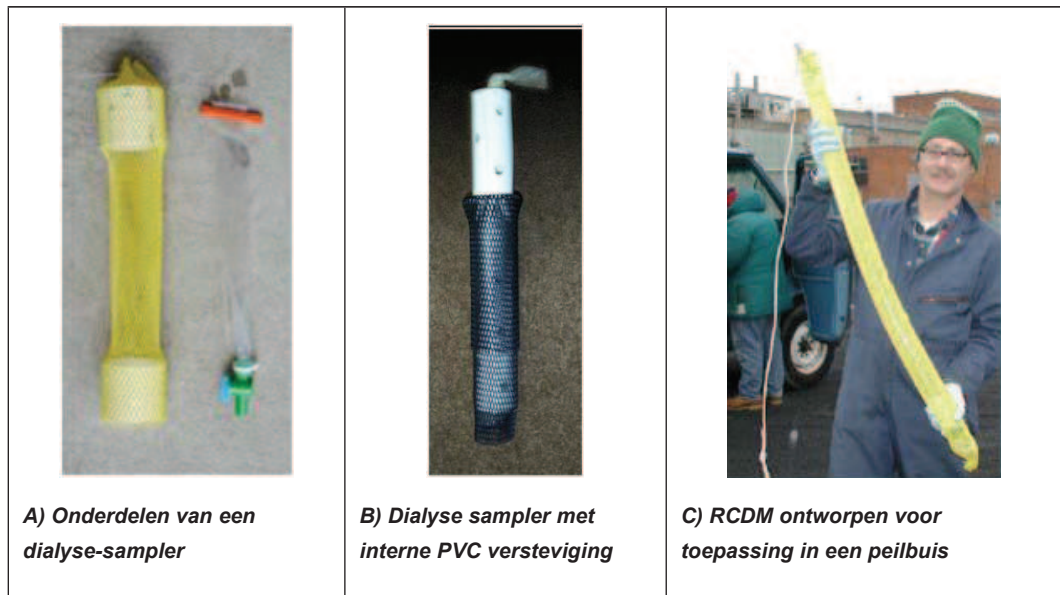 A) Onderdelen van een
dialyse-sampler
B) Dialyse sampler met
interne PVC versteviging
C) RCDM ontworpen voor
toepassing in een peilbuis